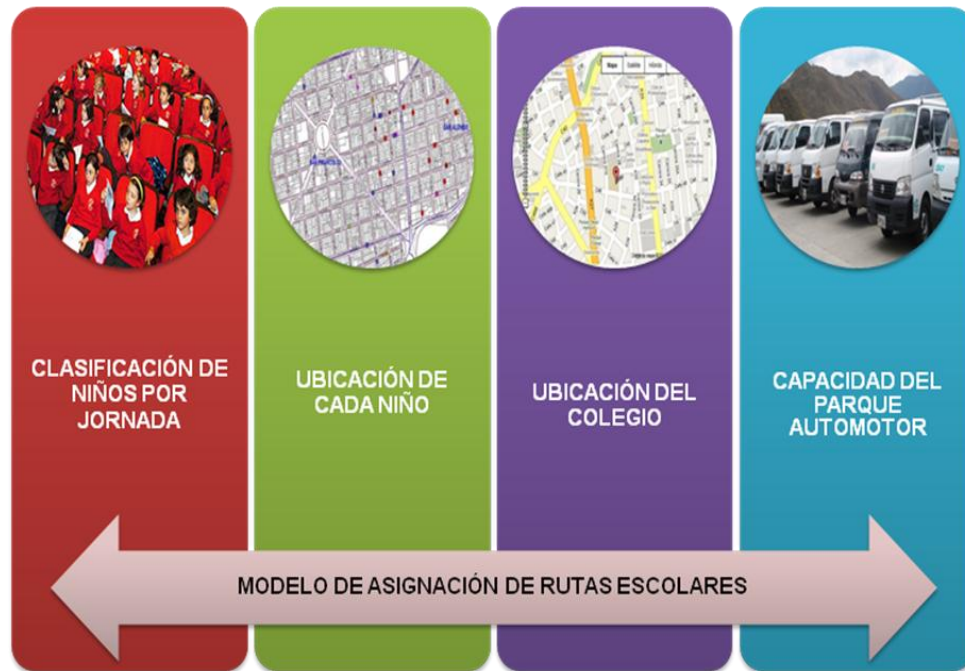 CLASIFICACIÓN DE
NIÑOS POR
JORNADA
UBICACIÓN DE
CADA NIÑO
Mapa
UBICACIÓN DEL
COLEGIO
CAPACIDAD DEL
PARQUE
AUTOMOTOR
MODELO DE ASIGNACIÓN DE RUTAS ESCOLARES